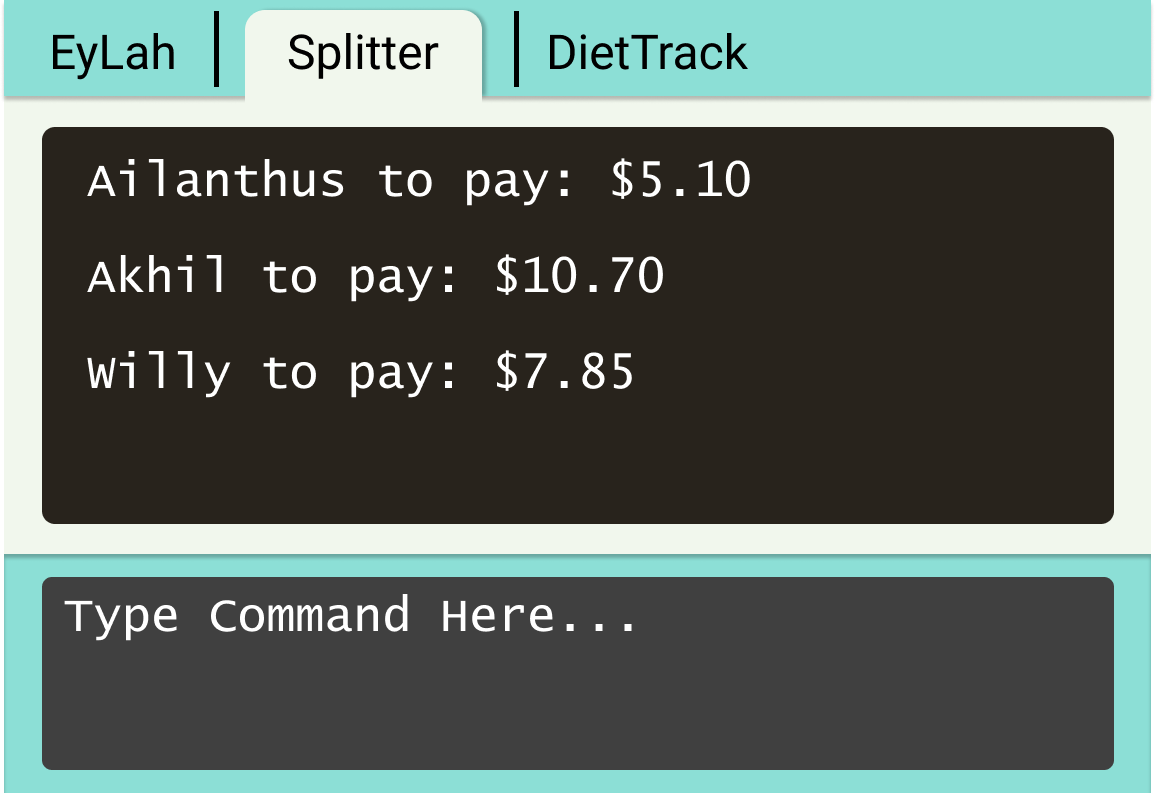 EyLah | Splitter | DietTrack
Ailanthus to pay: $5.10
Akhil to pay: $10.70
Willy to pay: $7.85
Type Command Here...